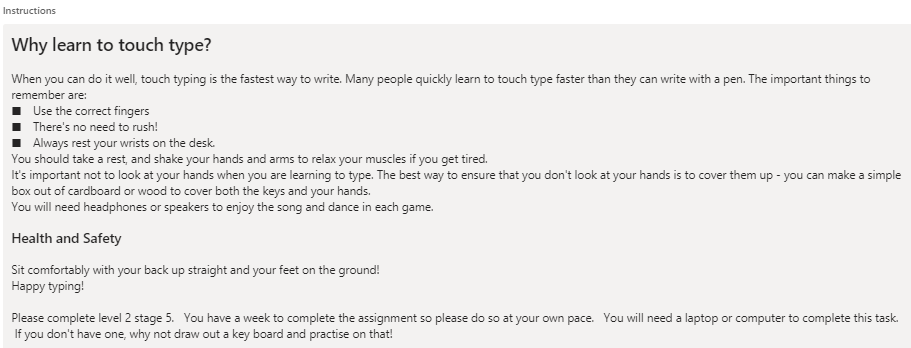 Instructions
Why learn to touch type?
When you can do it well, touch typing is the fastest way to write. Many people quickly learn to touch type faster than they can write with a pen. The important things to
remember are:
■ Use the correct fingers
■ There's no need to rush!
■ Always rest your wrists on the desk.
You should take a rest, and shake your hands and arms to relax your muscles if you get tired.
It's important not to look at your hands when you are learning to type. The best way to ensure that you don't look at your hands is to cover them up - you can make a simple
box out of cardboard or wood to cover both the keys and your hands.
You will need headphones or speakers to enjoy the song and dance in each game.
Health and Safety
Sit comfortably with your back up straight and your feet on the ground!
Happy typing!
Please complete level 2 stage 5. You have a week to complete the assignment so please do so at your own pace. You will need a laptop or computer to complete this task.
If you don't have one, why not draw out a key board and practise on that!